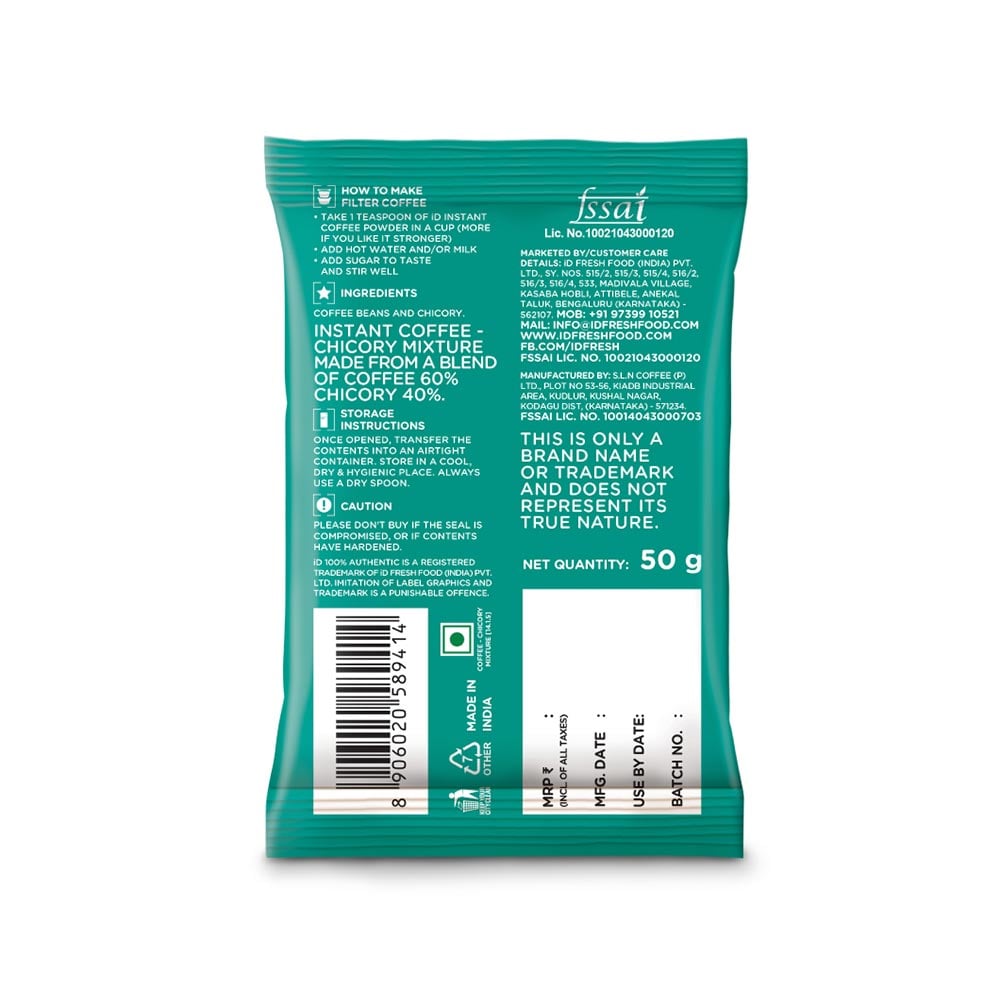 HOW TO MAKE
FILTER COFFEE
• TAKE 1 TEASPOON OF iD INSTANT
COFFEE POWDER IN A CUP (MORE
IF YOU LIKE IT STRONGER)
• ADD HOT WATER AND/OR MILK
• ADD SUGAR TO TASTE
AND STIR WELL
INGREDIENTS
COFFEE BEANS AND CHICORY.
INSTANT COFFEE -
CHICORY MIXTURE
MADE FROM A BLEND
OF COFFEE 60%
CHICORY 40%.
STORAGE
INSTRUCTIONS
ONCE OPENED, TRANSFER THE
CONTENTS INTO AN AIRTIGHT
CONTAINER. STORE IN A COOL,
DRY & HYGIENIC PLACE. ALWAYS
USE A DRY SPOON.
CAUTION
PLEASE DON'T BUY IF THE SEAL IS
COMPROMISED, OR IF CONTENTS
HAVE HARDENED.
iD 100% AUTHENTIC IS A REGISTERED
TRADEMARK OF iD FRESH FOOD (INDIA) PVT.
LTD. IMITATION OF LABEL GRAPHICS AND
TRADEMARK IS A PUNISHABLE OFFENCE.
8 906020 589414
COFFEE - CHICORY
MIXTURE [14.1.5]
MADE IN
INDIA
7
OTHER
KEEP YOUR
CITY CLEAN
fssai
Lic. No.10021043000120
MARKETED BY/CUSTOMER CARE
DETAILS: iD FRESH FOOD (INDIA) PVT.
LTD., SY. NOS. 515/2, 515/3, 515/4, 516/2,
516/3, 516/4, 533, MADIVALA VILLAGE,
KASABA HOBLI, ATTIBELE, ANEKAL
TALUK, BENGALURU (KARNATAKA) -
562107. MOB: +91 97399 10521
MAIL: INFO@IDFRESHFOOD.COM
WWW.IDFRESHFOOD.COM
FB.COM/IDFRESH
FSSAI LIC. NO. 10021043000120
MANUFACTURED BY: S.L.N COFFEE (P)
LTD., PLOT NO 53-56, KIADB INDUSTRIAL
AREA, KUDLUR, KUSHAL NAGAR,
KODAGU DIST, (KARNATAKA) - 571234.
FSSAI LIC. NO. 10014043000703
THIS IS ONLY A
BRAND NAME
OR TRADEMARK
AND DOES NOT
REPRESENT ITS
TRUE NATURE.
NET QUANTITY: 50 g
MRP ₹ :
(INCL OF ALL TAXES)
MFG. DATE :
USE BY DATE:
BATCH NO. :